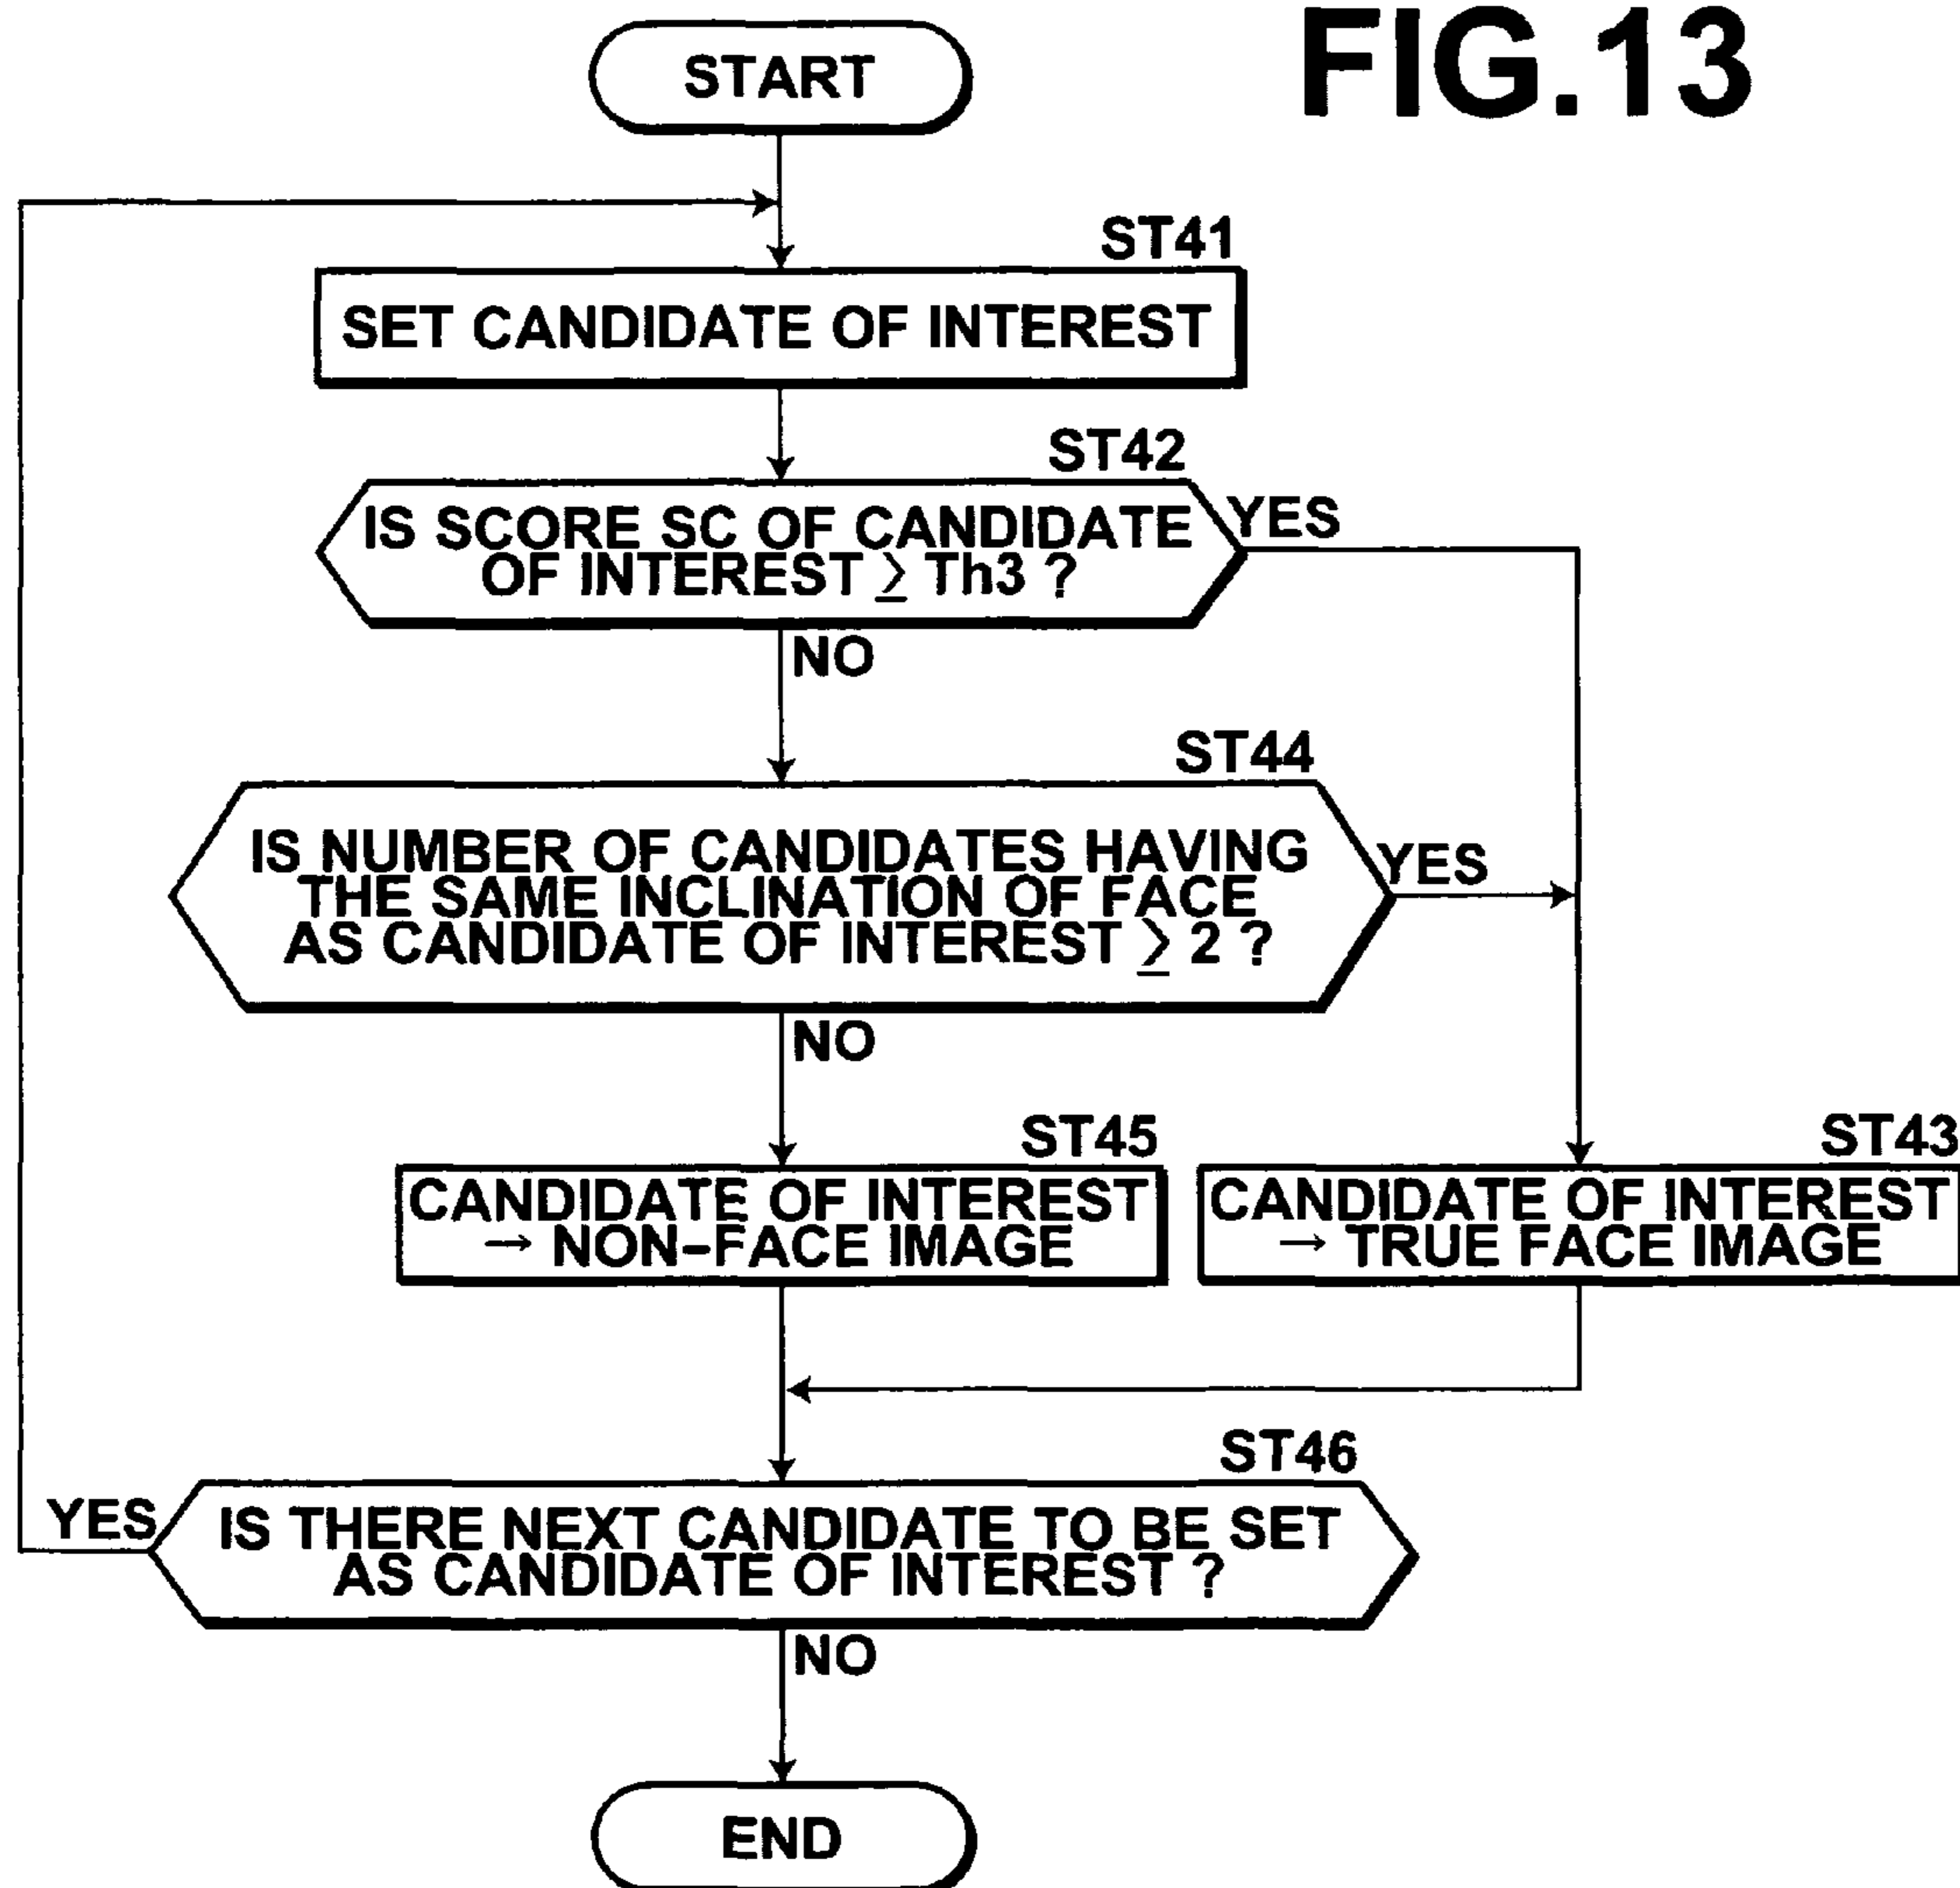 FIG.13
START
ST41
SET CANDIDATE OF INTEREST
ST42
IS SCORE SC OF CANDIDATE
OF INTEREST ≥ Th3 ?
YES
NO
ST44
IS NUMBER OF CANDIDATES HAVING
THE SAME INCLINATION OF FACE
AS CANDIDATE OF INTEREST ≥ 2 ?
YES
NO
ST45
CANDIDATE OF INTEREST
→ NON-FACE IMAGE
ST43
CANDIDATE OF INTEREST
→ TRUE FACE IMAGE
ST46
IS THERE NEXT CANDIDATE TO BE SET
AS CANDIDATE OF INTEREST ?
YES
NO
END